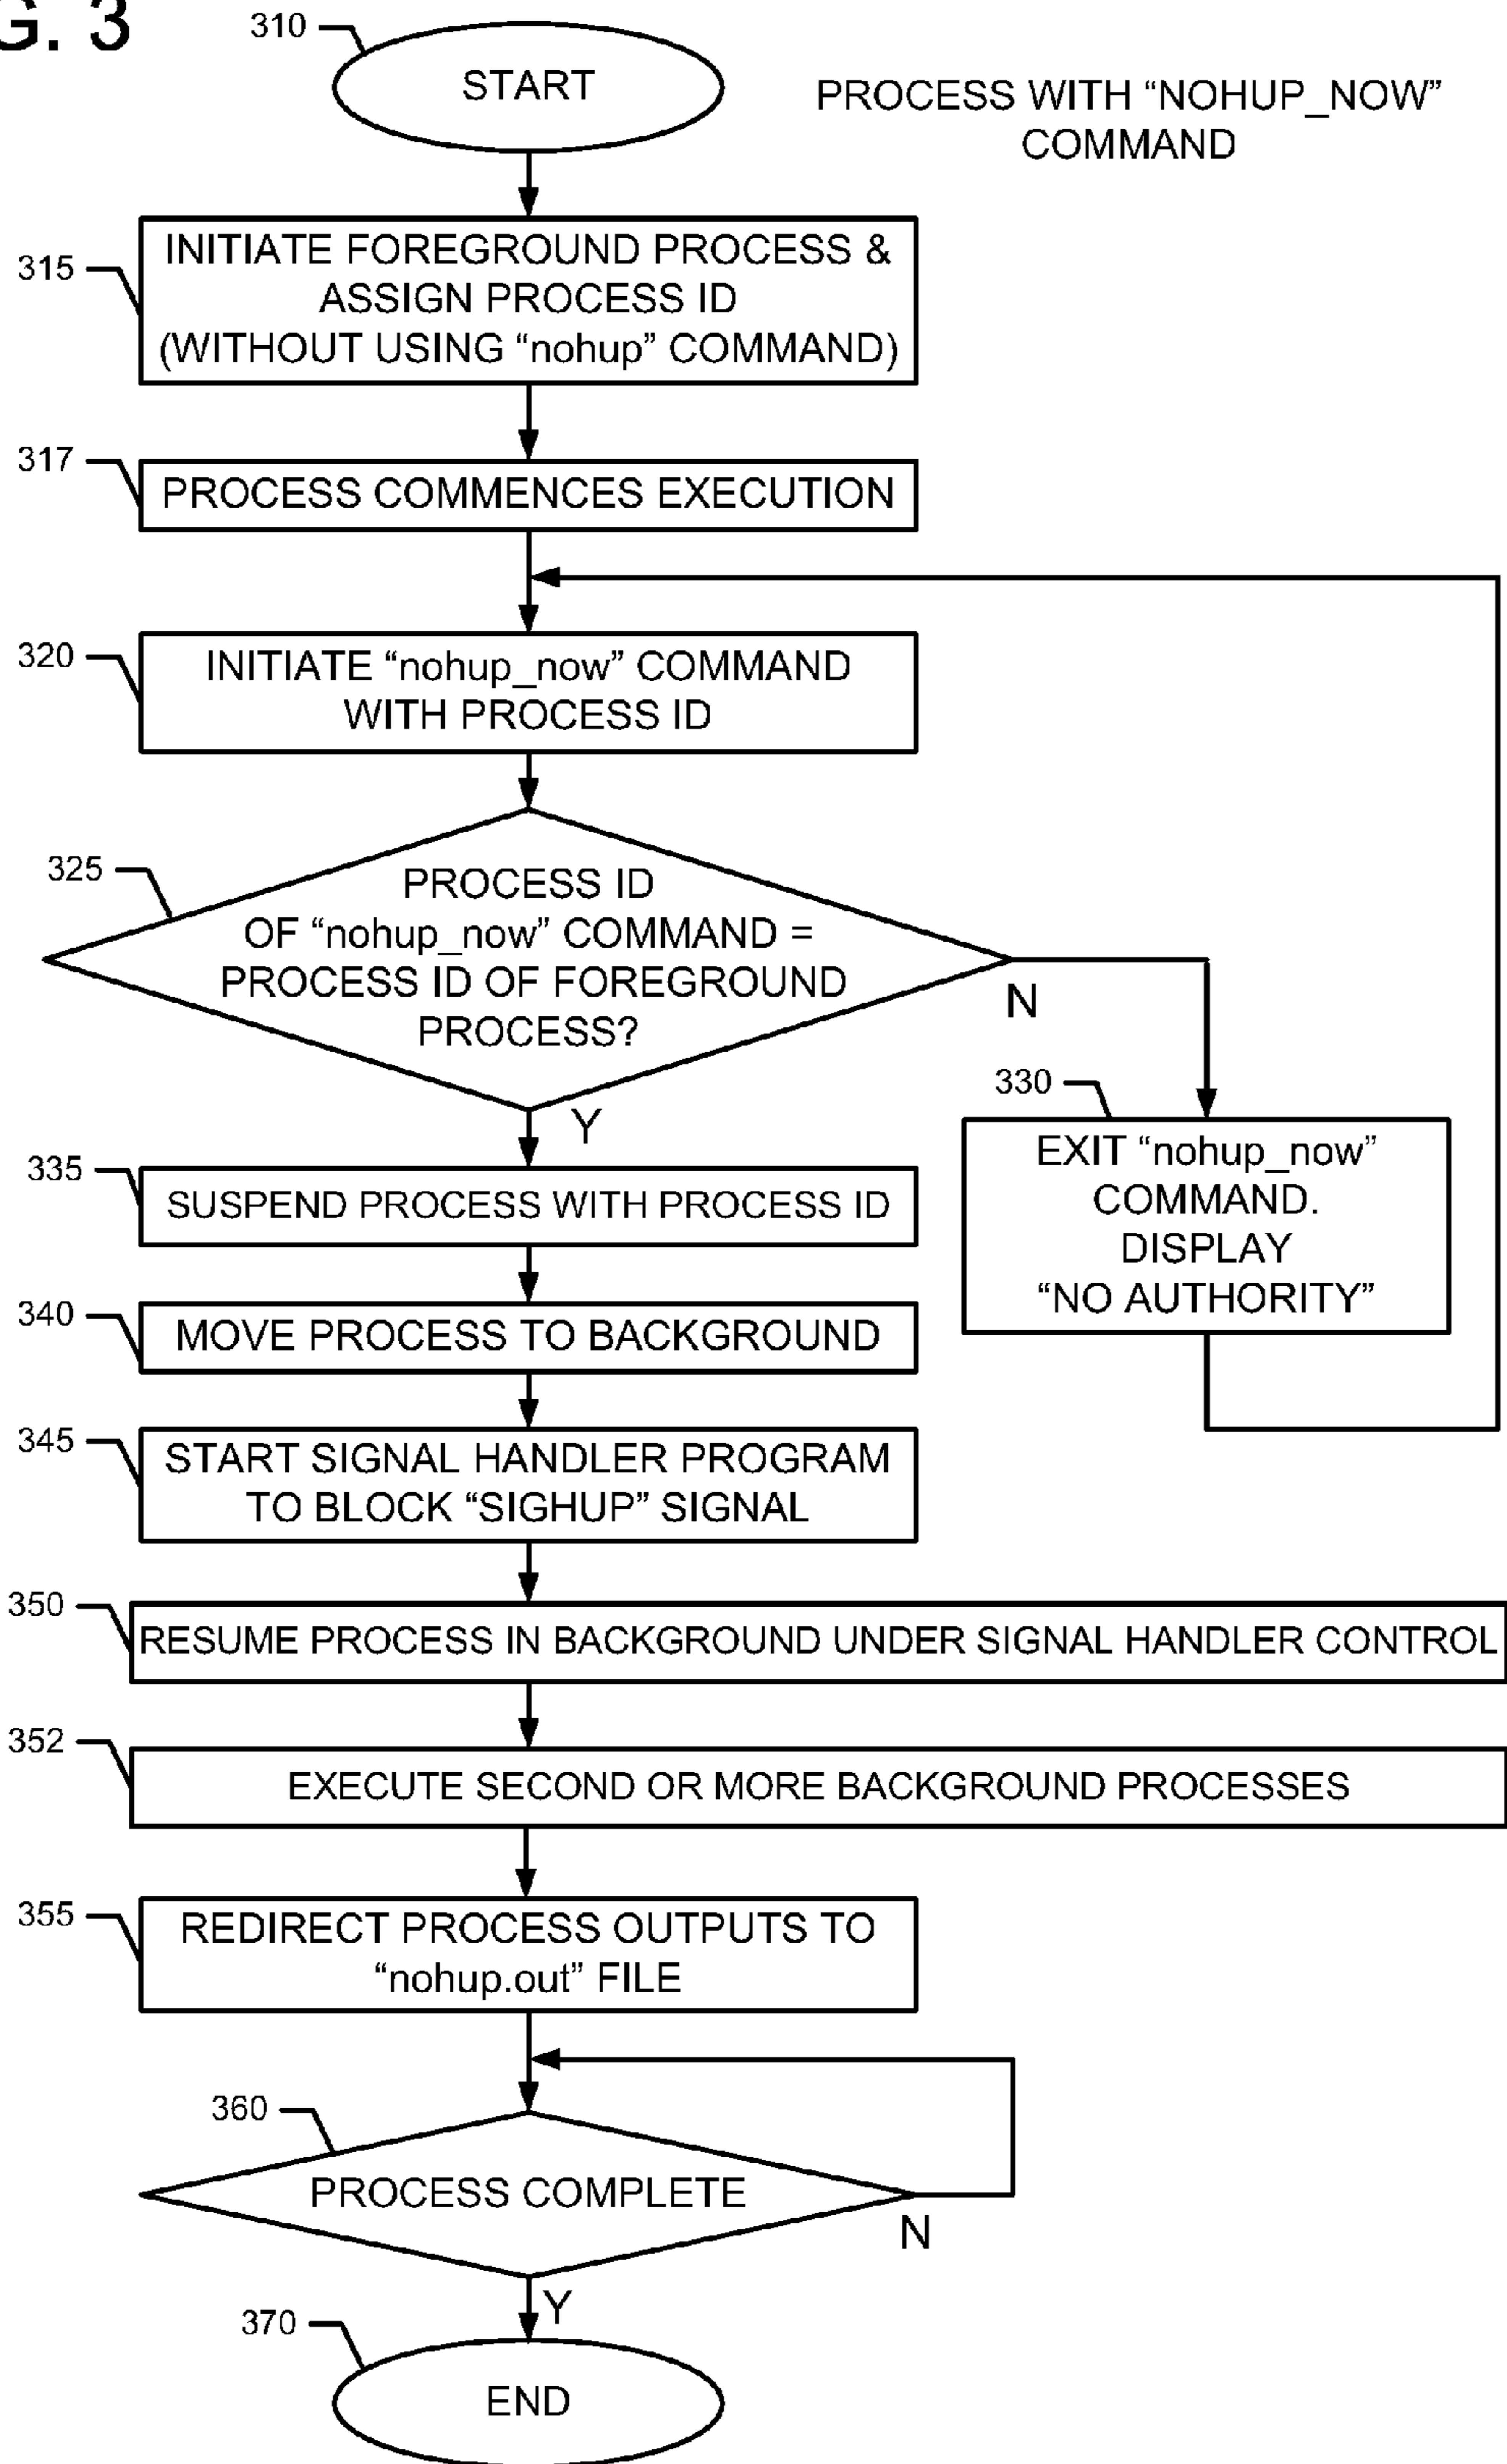 G. 3
310
START
PROCESS WITH “NOHUP_NOW”
COMMAND
315
INITIATE FOREGROUND PROCESS &
ASSIGN PROCESS ID
(WITHOUT USING “nohup” COMMAND)
317
PROCESS COMMENCES EXECUTION
320
INITIATE “nohup_now” COMMAND
WITH PROCESS ID
325
PROCESS ID
OF “nohup_now” COMMAND =
PROCESS ID OF FOREGROUND
PROCESS?
N
Y
330
EXIT “nohup_now”
COMMAND.
DISPLAY
“NO AUTHORITY”
335
SUSPEND PROCESS WITH PROCESS ID
340
MOVE PROCESS TO BACKGROUND
345
START SIGNAL HANDLER PROGRAM
TO BLOCK “SIGHUP” SIGNAL
350
RESUME PROCESS IN BACKGROUND UNDER SIGNAL HANDLER CONTROL
352
EXECUTE SECOND OR MORE BACKGROUND PROCESSES
355
REDIRECT PROCESS OUTPUTS TO
“nohup.out” FILE
360
PROCESS COMPLETE
N
Y
370
END